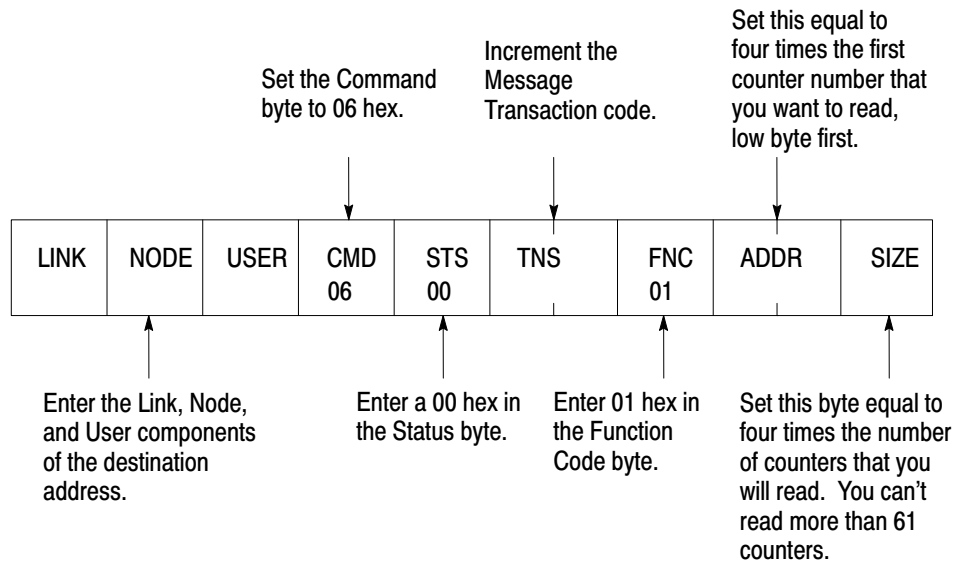 Set the Command
byte to 06 hex.
Increment the
Message
Transaction code.
Set this equal to
four times the first
counter number that
you want to read,
low byte first.
LINK NODE USER CMD STS TNS FNC ADDR SIZE
06 00 01
Enter the Link, Node,
and User components
of the destination
address.
Enter a 00 hex in
the Status byte.
Enter 01 hex in
the Function
Code byte.
Set this byte equal to
four times the number
of counters that you
will read. You can't
read more than 61
counters.